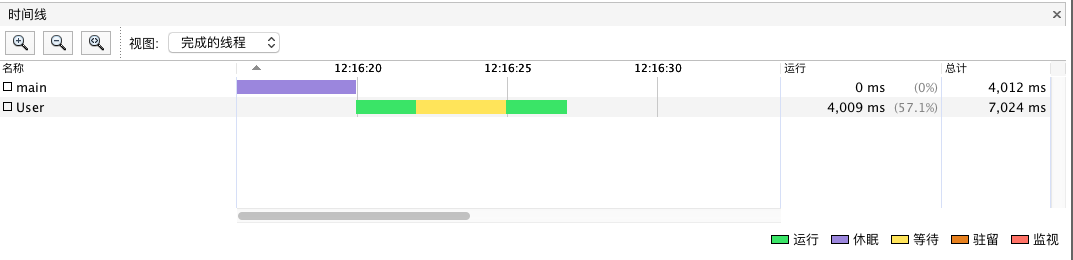 时间线
视图: 完成的线程
名称 12:16:20 12:16:25 12:16:30 运行 总计
main 0 ms (0%) 4,012 ms
User 4,009 ms (57.1%) 7,024 ms
运行 休眠 等待 驻留 监视